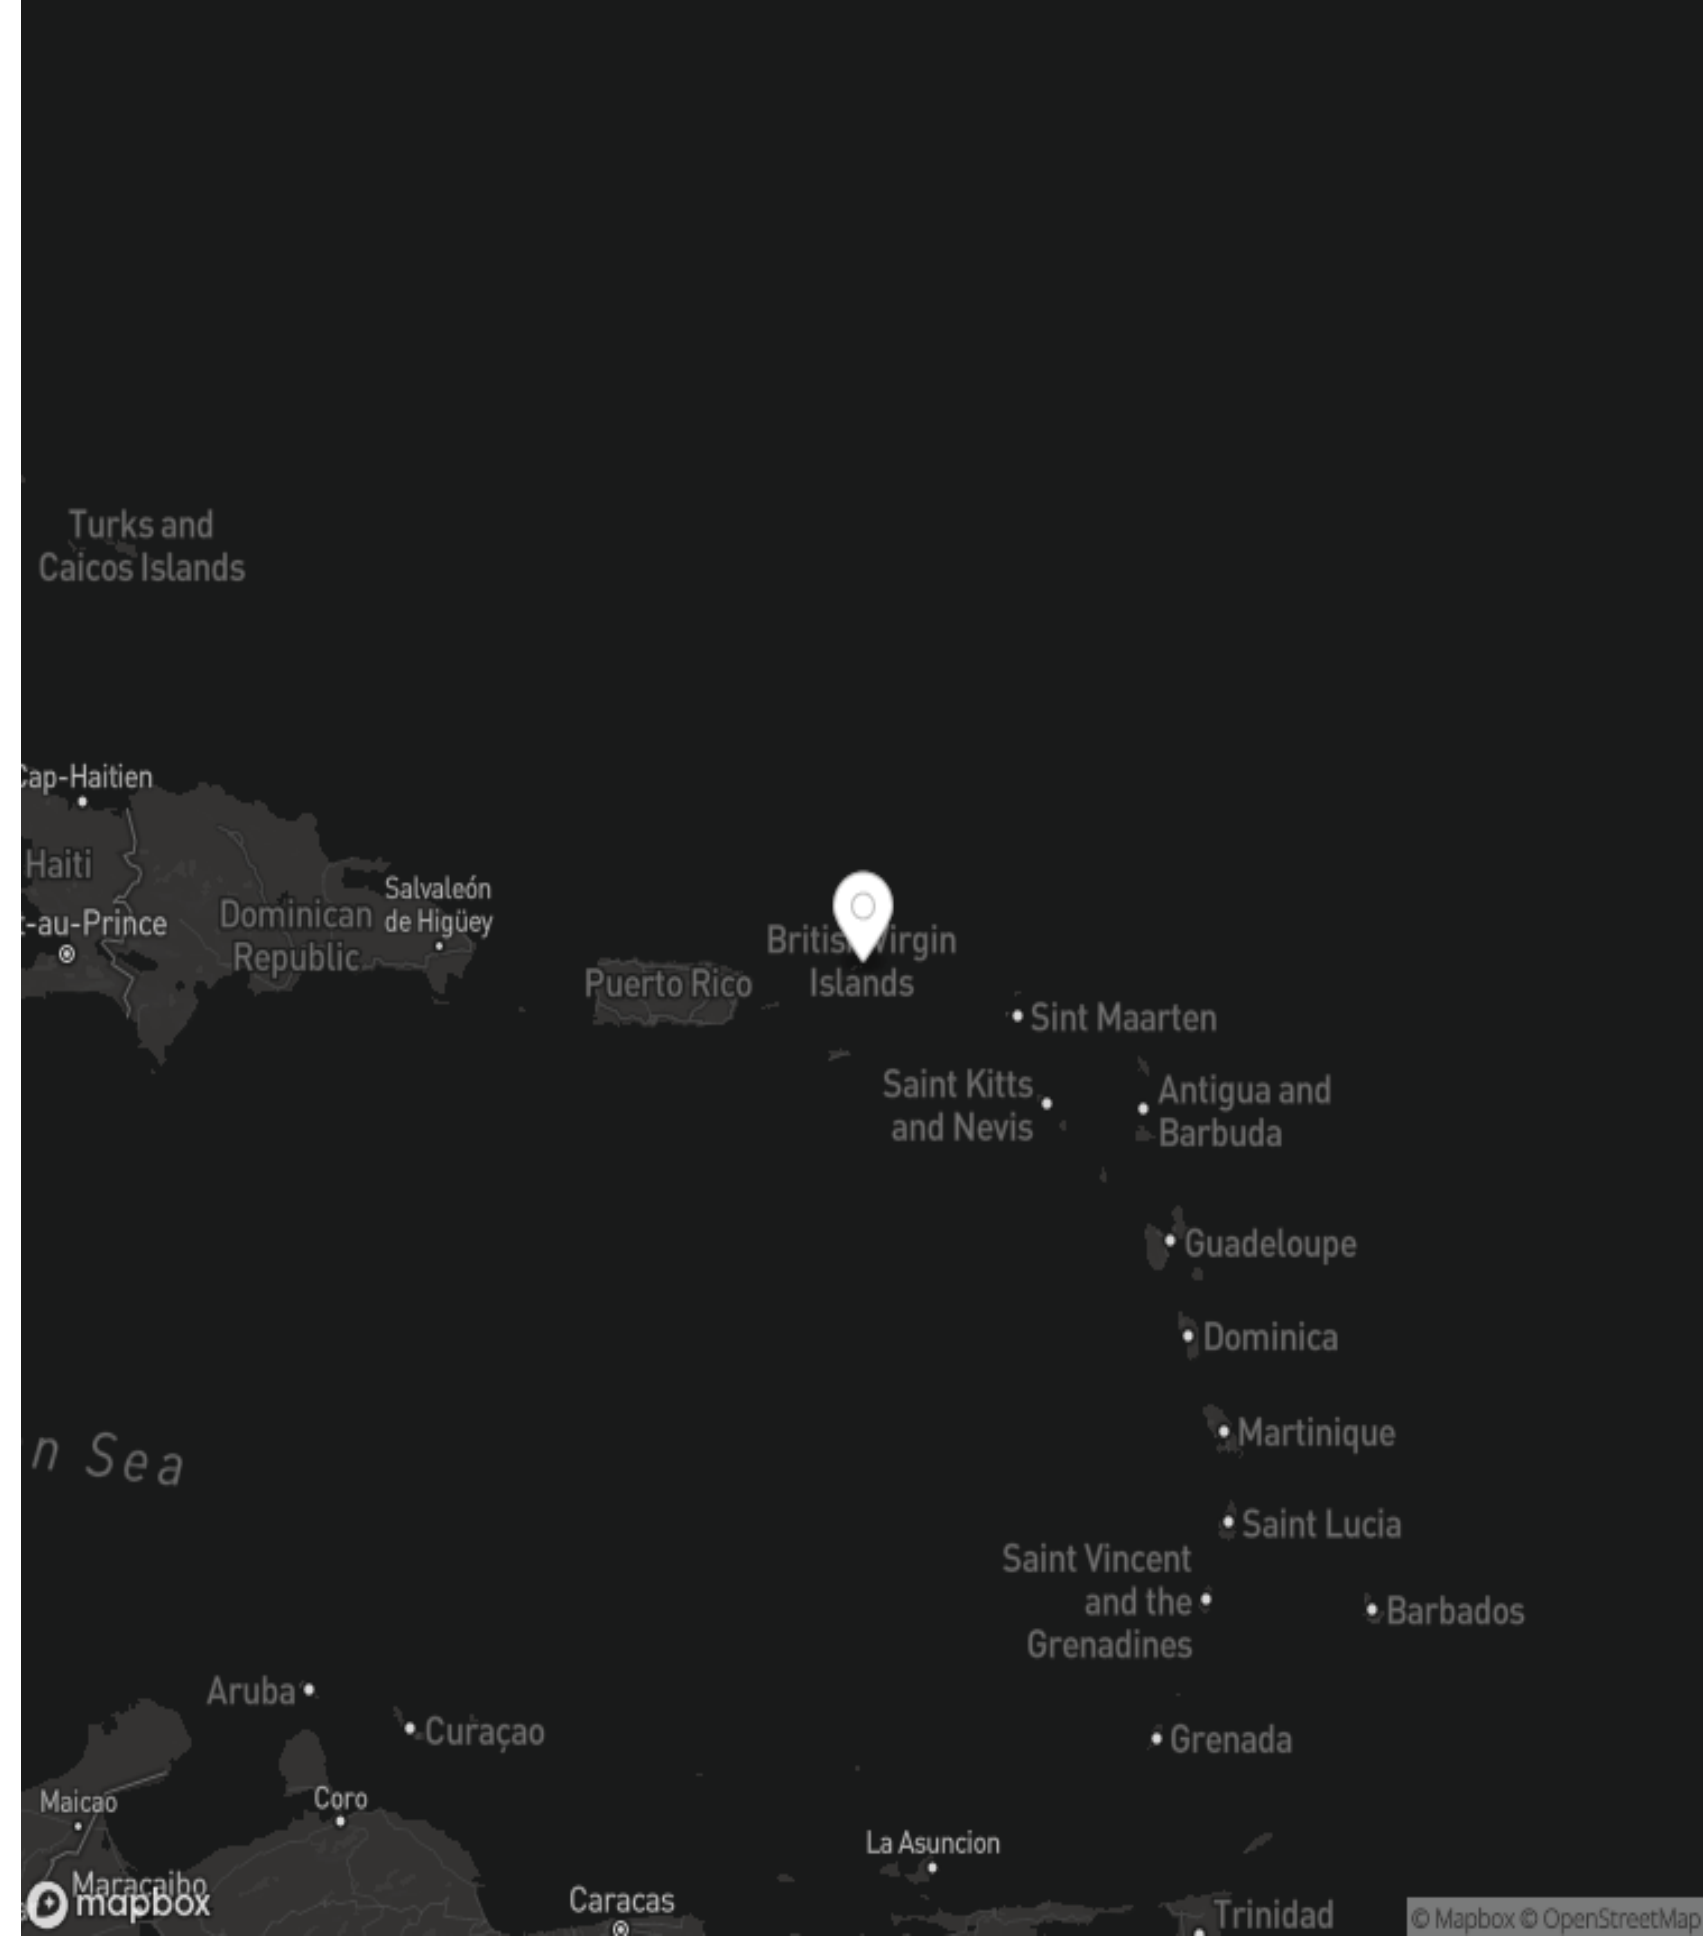 Turks and
Caicos Islands
Cap-Haitien
Haiti
t-au-Prince
Dominican
Republic
Salvaleón
de Higüey
Puerto Rico
British Virgin
Islands
Sint Maarten
Saint Kitts
and Nevis
Antigua and
Barbuda
Guadeloupe
Dominica
Martinique
n Sea
Saint Lucia
Saint Vincent
and the
Grenadines
Barbados
Aruba
Curaçao
Grenada
Maicao
Coro
La Asuncion
Maracaibo
mapbox
Caracas
Trinidad
© Mapbox © OpenStreetMap